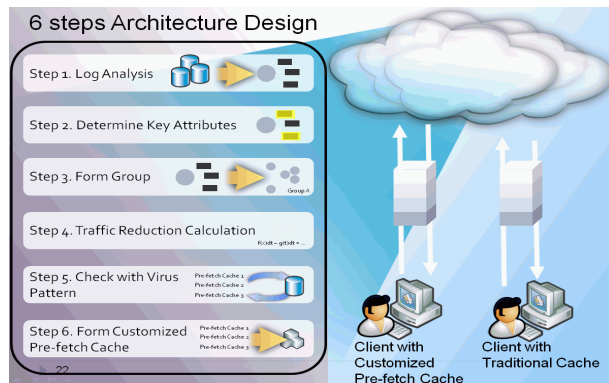 6 steps Architecture Design
Step 1. Log Analysis
Step 2. Determine Key Attributes
Step 3. Form Group
Group A
Step 4. Traffic Reduction Calculation
Step 5. Check with Virus
Pattern
Pre-fetch Cache 1
Pre-fetch Cache 2
Pre-fetch Cache 3
Step 6. Form Customized
Pre-fetch Cache
Pre-fetch Cache 1
Pre-fetch Cache 2
Pre-fetch Cache 3
22
Client with
Customized
Pre-fetch Cache
Client with
Traditional Cache